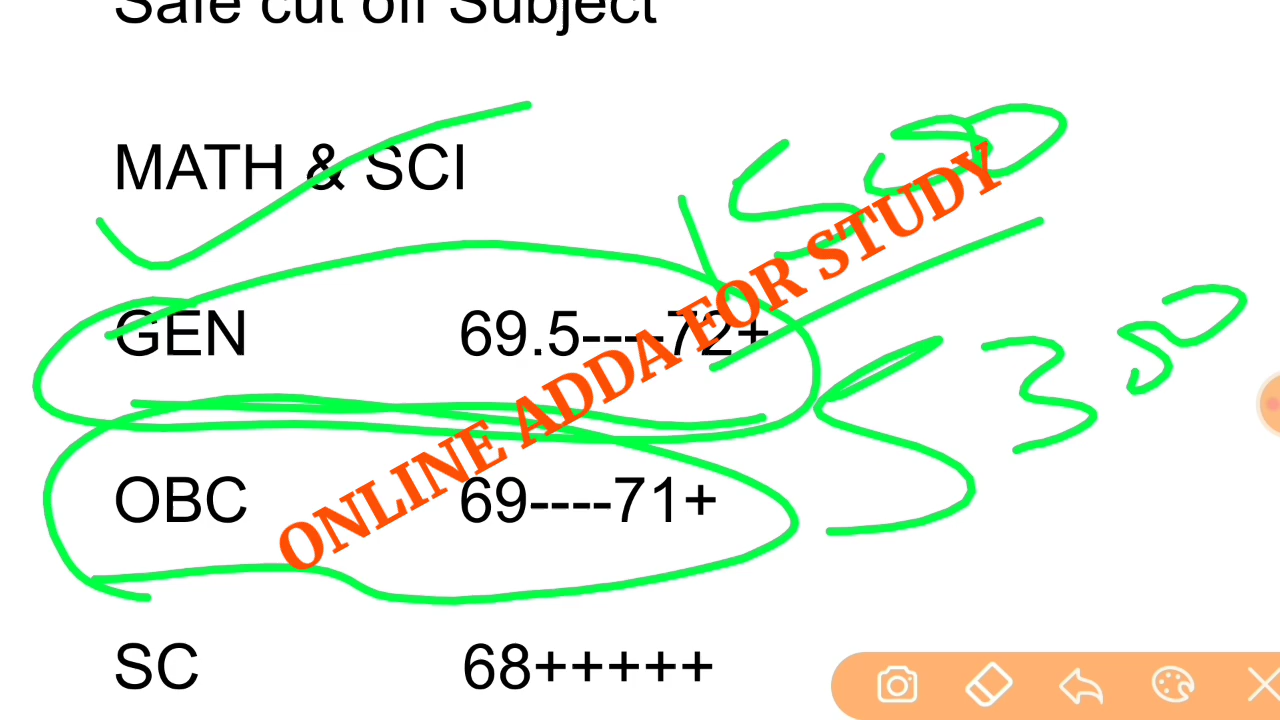 Safe cut off Subject
MATH & SCI
GEN 69.5----72+
OBC 69----71+
SC 68+++++
ONLINE ADDA FOR STUDY